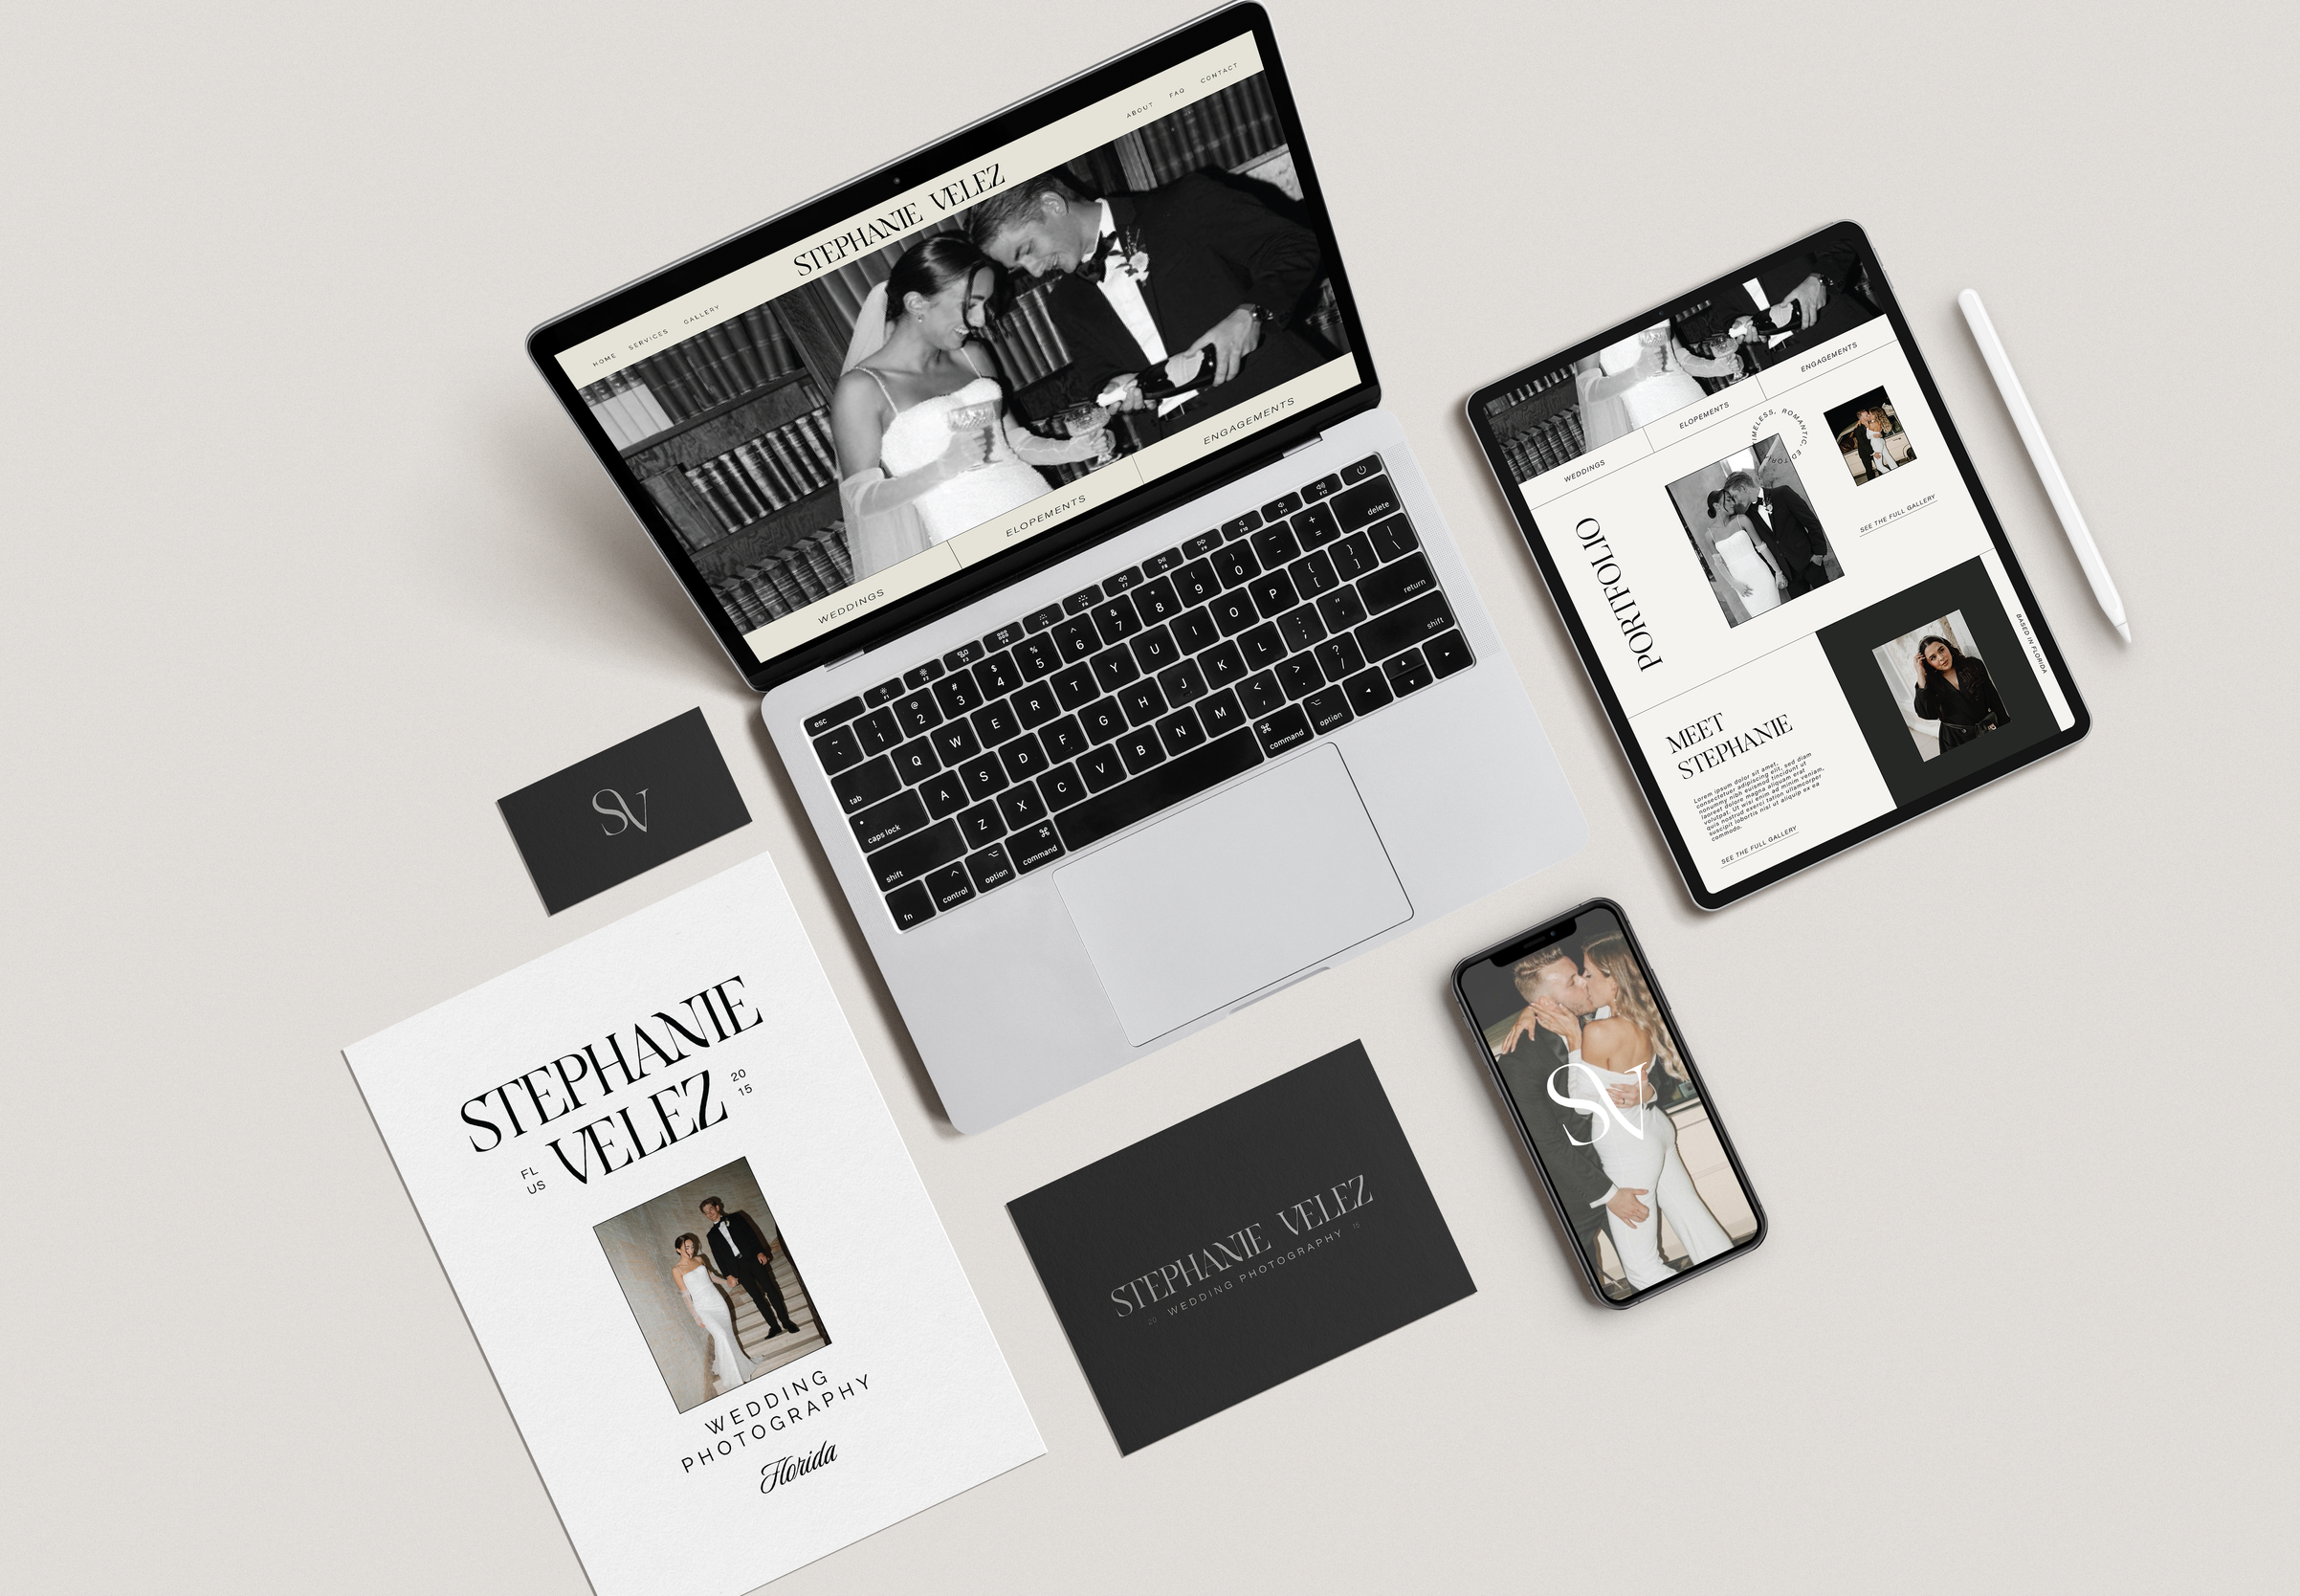 HOME SERVICES GALLERY
STEPHANIE VELEZ
ABOUT FAQ CONTACT
WEDDINGS
ELOPEMENTS
ENGAGEMENTS
esc F1 F2 F3 F4 F5 F6 F7 F8 F9 F10 F11 F12
~ ` ! 1 @ 2 # 3 $ 4 % 5 ^ 6 & 7 * 8 ( 9 ) 0 _ - + = delete
tab Q W E R T Y U I O P { [ } ] | \
caps lock A S D F G H J K L : ; " ' return
shift Z X C V B N M < , > . ? / shift
fn ^ control ⌥ option ⌘ command ⌘ command ⌥ option
WEDDINGS
ELOPEMENTS
ENGAGEMENTS
PORTFOLIO
TIMELESS, ROMANTIC,
SEE THE FULL GALLERY
MEET
STEPHANIE
Lorem ipsum dolor sit amet,
consectetuer adipiscing elit, sed diam
nonummy nibh euismod tincidunt ut
laoreet dolore magna aliquam erat
volutpat. Ut wisi enim ad minim veniam,
quis nostrud exerci tation ullamcorper
suscipit lobortis nisl ut aliquip ex ea
commodo.
SEE THE FULL GALLERY
BASED IN FLORIDA
SV
STEPHANIE
VELEZ
20
15
FL
US
WEDDING
PHOTOGRAPHY
Florida
STEPHANIE VELEZ
20 WEDDING PHOTOGRAPHY 15
SV